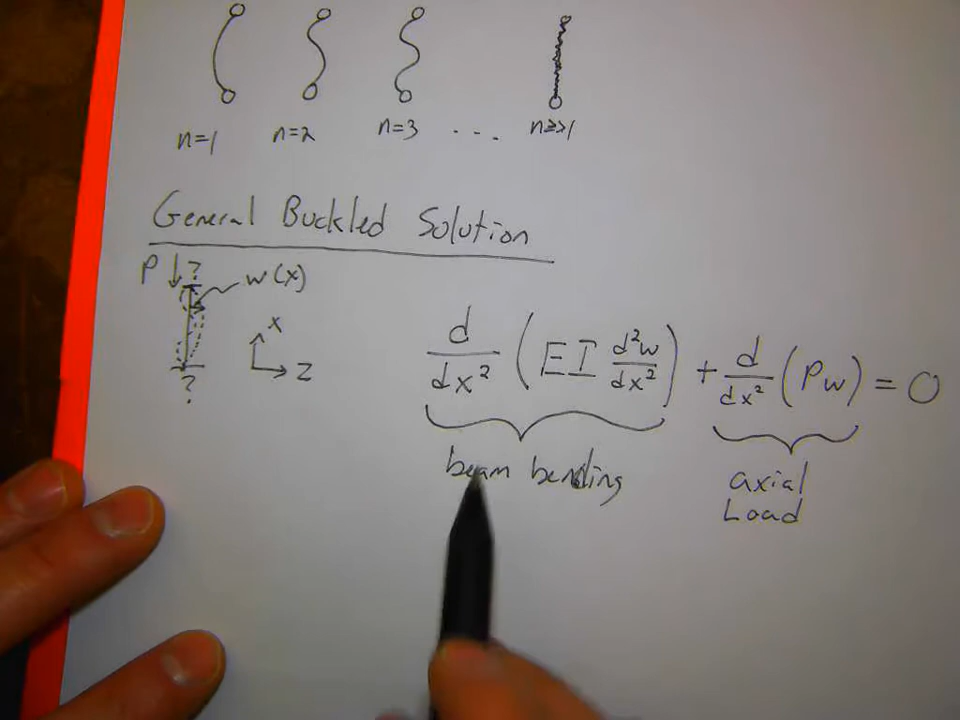 n=1 n=2 n=3 ... n>>1
General Buckled Solution
P ↓ ? w(x)
x
z
?
d/dx² (EI d²w/dx²) + d/dx² (Pw) = 0
beam bending axial
Load